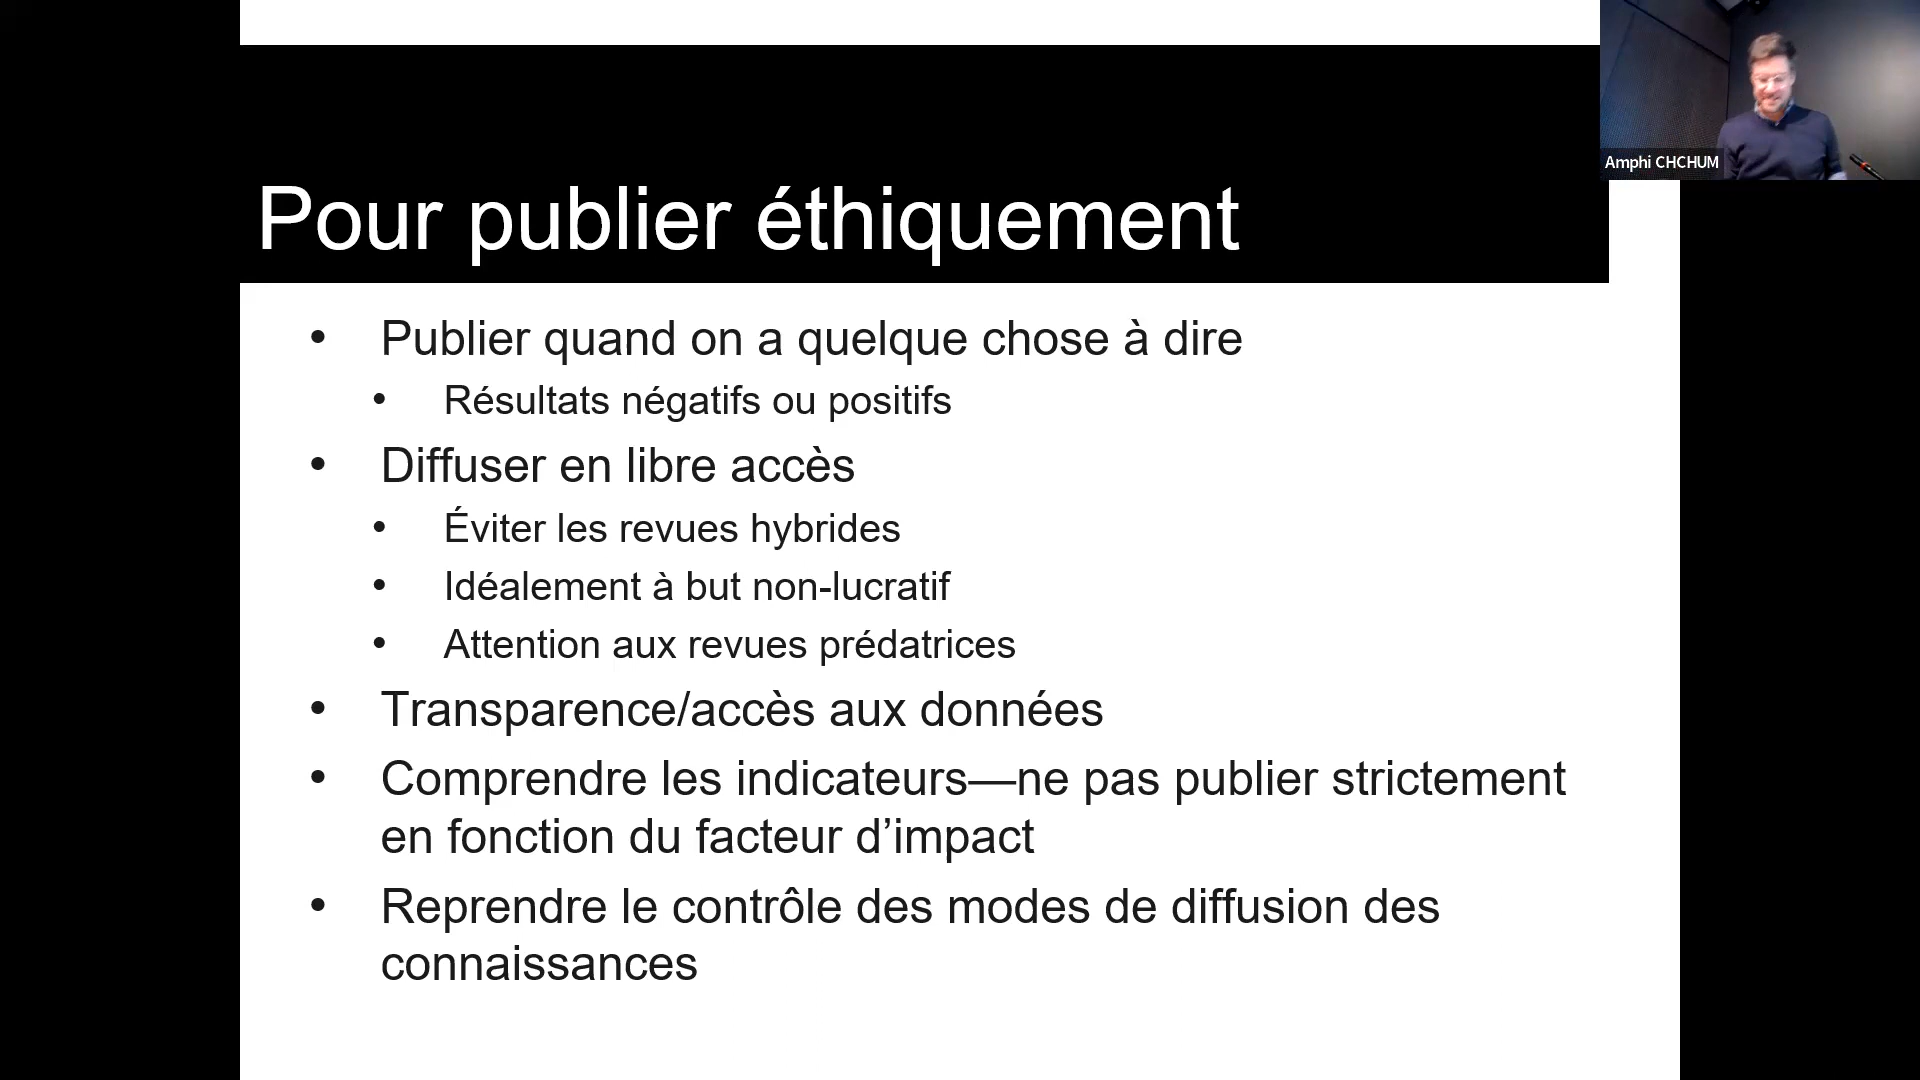 Amphi CHCHUM
Pour publier éthiquement
• Publier quand on a quelque chose à dire
• Résultats négatifs ou positifs
• Diffuser en libre accès
• Éviter les revues hybrides
• Idéalement à but non-lucratif
• Attention aux revues prédatrices
• Transparence/accès aux données
• Comprendre les indicateurs—ne pas publier strictement
en fonction du facteur d’impact
• Reprendre le contrôle des modes de diffusion des
connaissances